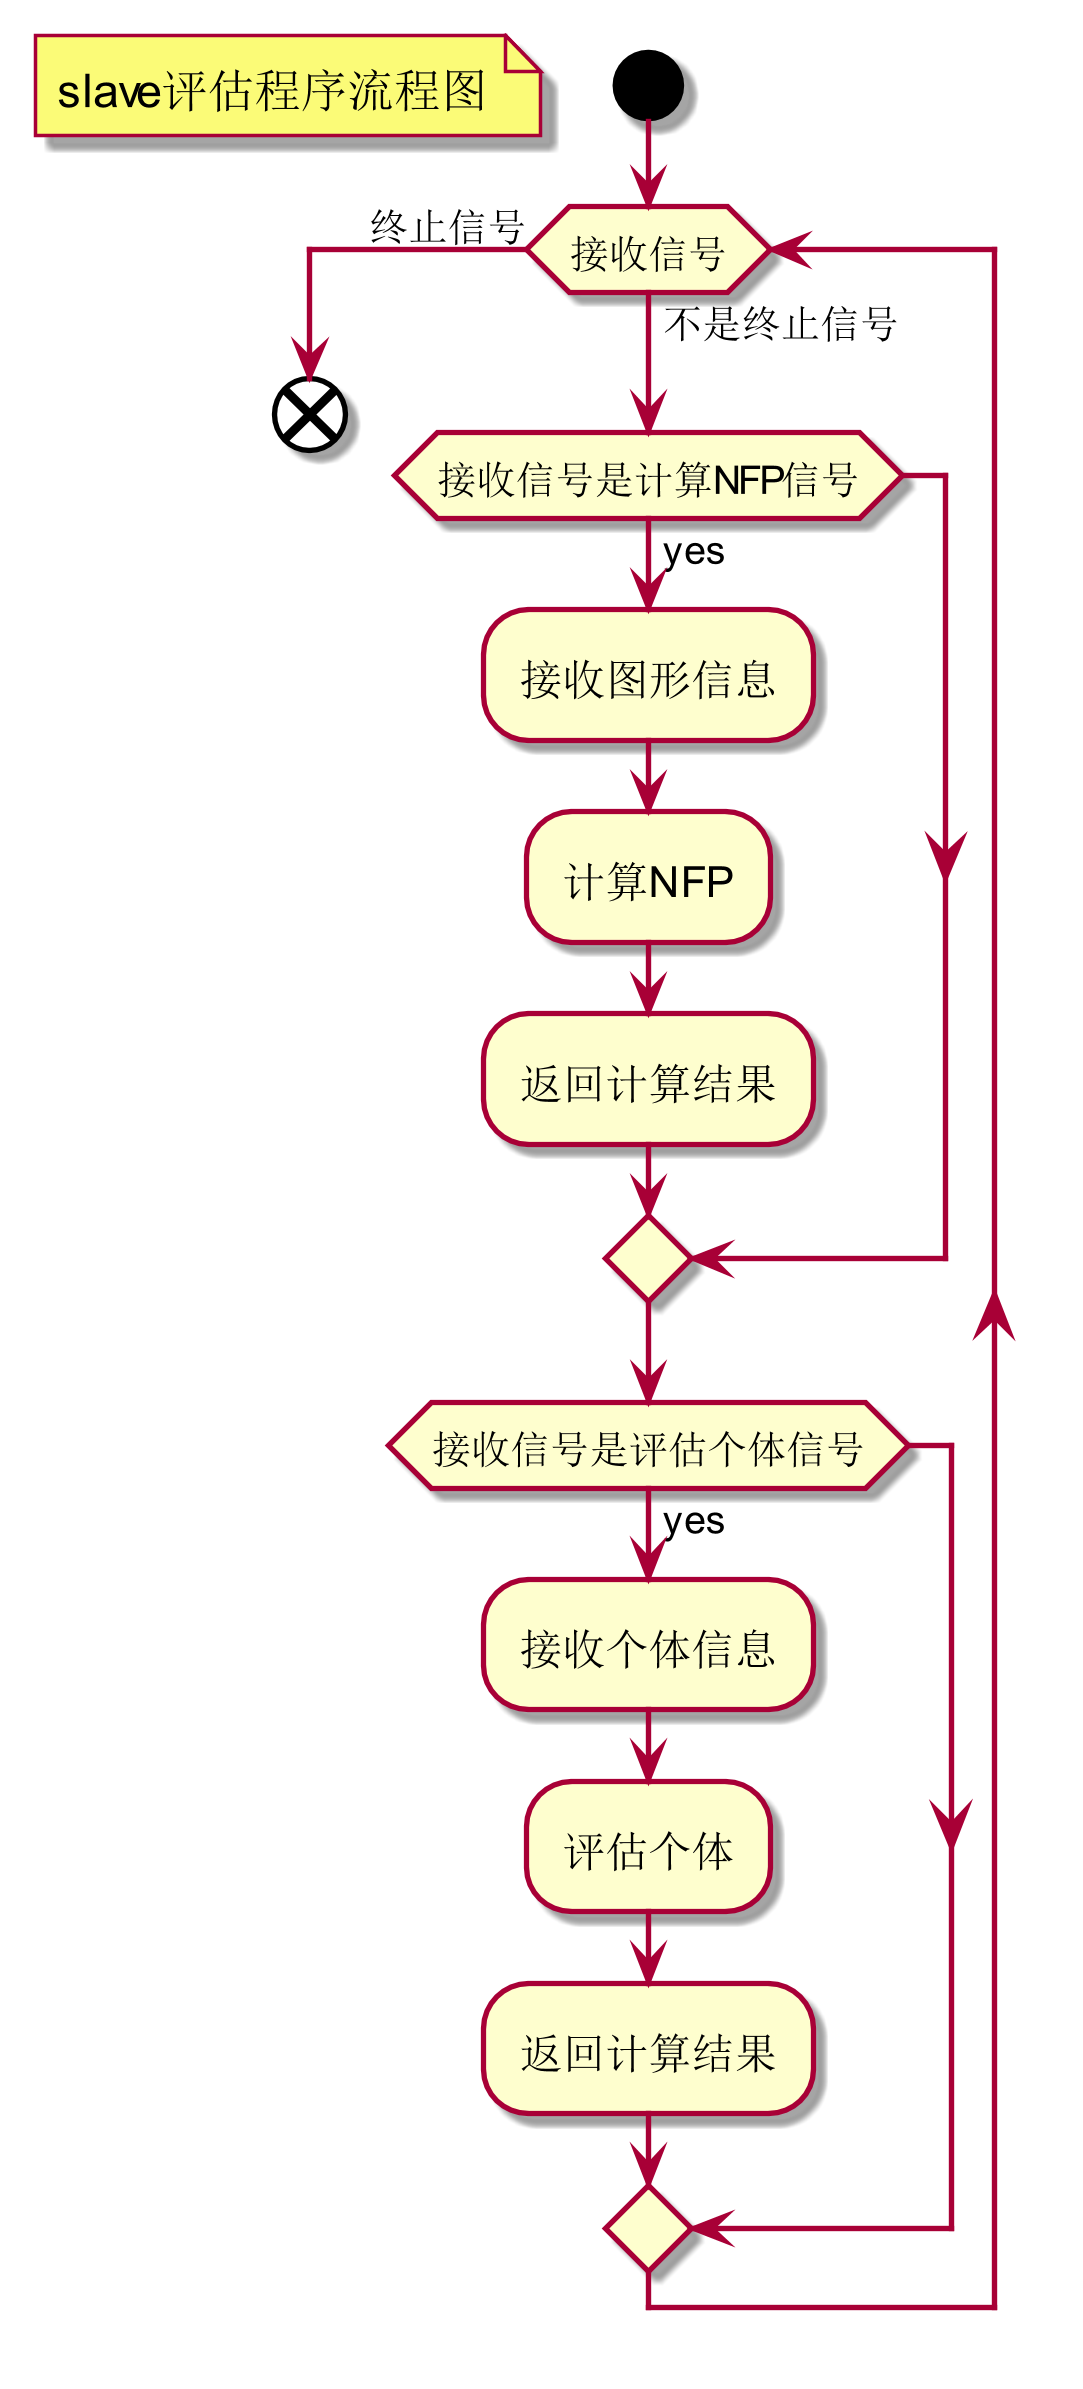 slave评估程序流程图
终止信号
接收信号
不是终止信号
接收信号是计算NFP信号
yes
接收图形信息
计算NFP
返回计算结果
接收信号是评估个体信号
yes
接收个体信息
评估个体
返回计算结果